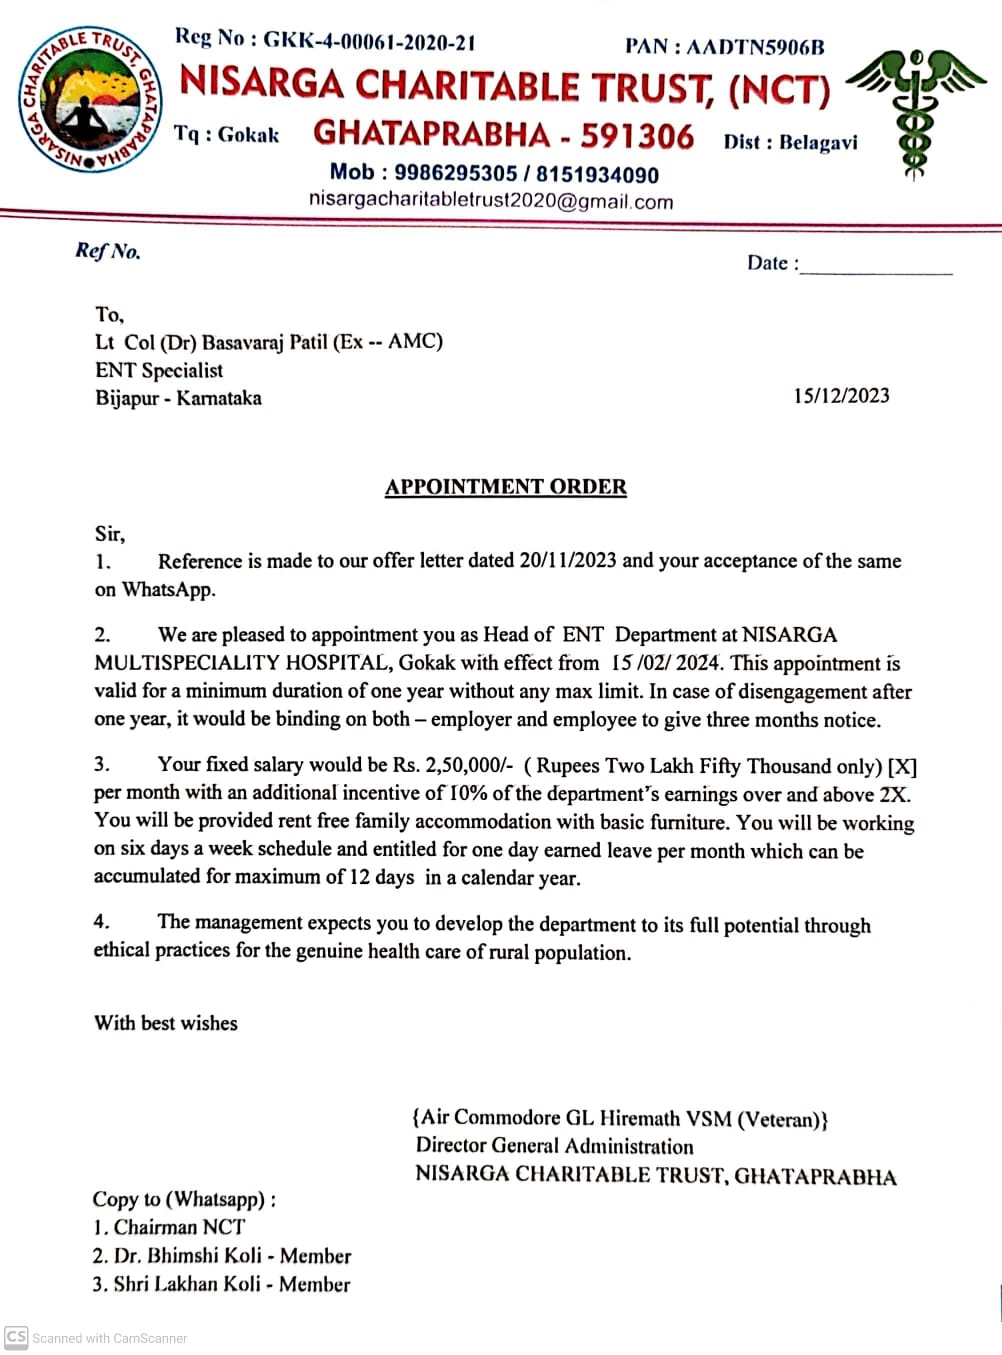 NISARGA CHARITABLE TRUST, GHATAPRABHA
Reg No : GKK-4-00061-2020-21
PAN : AADTN5906B
NISARGA CHARITABLE TRUST, (NCT)
Tq : Gokak GHATAPRABHA - 591306 Dist : Belagavi
Mob : 9986295305 / 8151934090
nisargacharitabletrust2020@gmail.com
Ref No.
Date :
To,
Lt Col (Dr) Basavaraj Patil (Ex -- AMC)
ENT Specialist
Bijapur - Karnataka
15/12/2023
APPOINTMENT ORDER
Sir,
1. Reference is made to our offer letter dated 20/11/2023 and your acceptance of the same
on WhatsApp.
2. We are pleased to appointment you as Head of ENT Department at NISARGA
MULTISPECIALITY HOSPITAL, Gokak with effect from 15 /02/ 2024. This appointment is
valid for a minimum duration of one year without any max limit. In case of disengagement after
one year, it would be binding on both – employer and employee to give three months notice.
3. Your fixed salary would be Rs. 2,50,000/- ( Rupees Two Lakh Fifty Thousand only) [X]
per month with an additional incentive of 10% of the department's earnings over and above 2X.
You will be provided rent free family accommodation with basic furniture. You will be working
on six days a week schedule and entitled for one day earned leave per month which can be
accumulated for maximum of 12 days in a calendar year.
4. The management expects you to develop the department to its full potential through
ethical practices for the genuine health care of rural population.
With best wishes
{Air Commodore GL Hiremath VSM (Veteran)}
Director General Administration
NISARGA CHARITABLE TRUST, GHATAPRABHA
Copy to (Whatsapp) :
1. Chairman NCT
2. Dr. Bhimshi Koli - Member
3. Shri Lakhan Koli - Member
CS Scanned with CamScanner